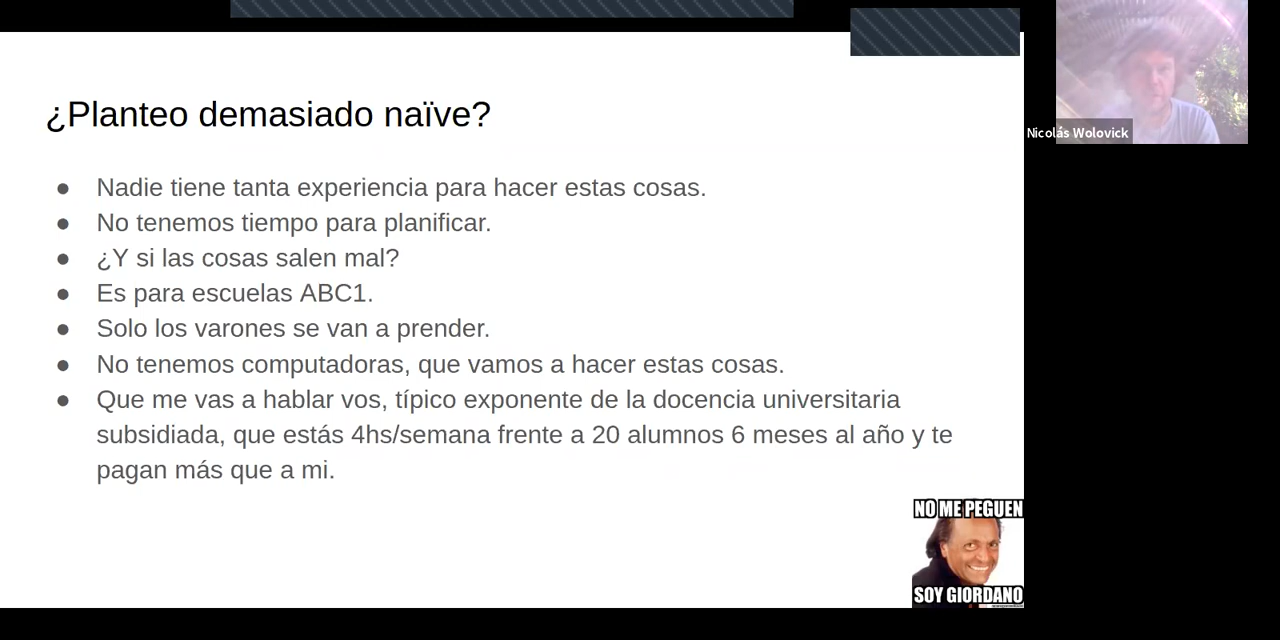 ¿Planteo demasiado naïve?
● Nadie tiene tanta experiencia para hacer estas cosas.
● No tenemos tiempo para planificar.
● ¿Y si las cosas salen mal?
● Es para escuelas ABC1.
● Solo los varones se van a prender.
● No tenemos computadoras, que vamos a hacer estas cosas.
● Que me vas a hablar vos, típico exponente de la docencia universitaria
subsidiada, que estás 4hs/semana frente a 20 alumnos 6 meses al año y te
pagan más que a mi.
NO ME PEGUEN
SOY GIORDANO
Nicolás Wolovick